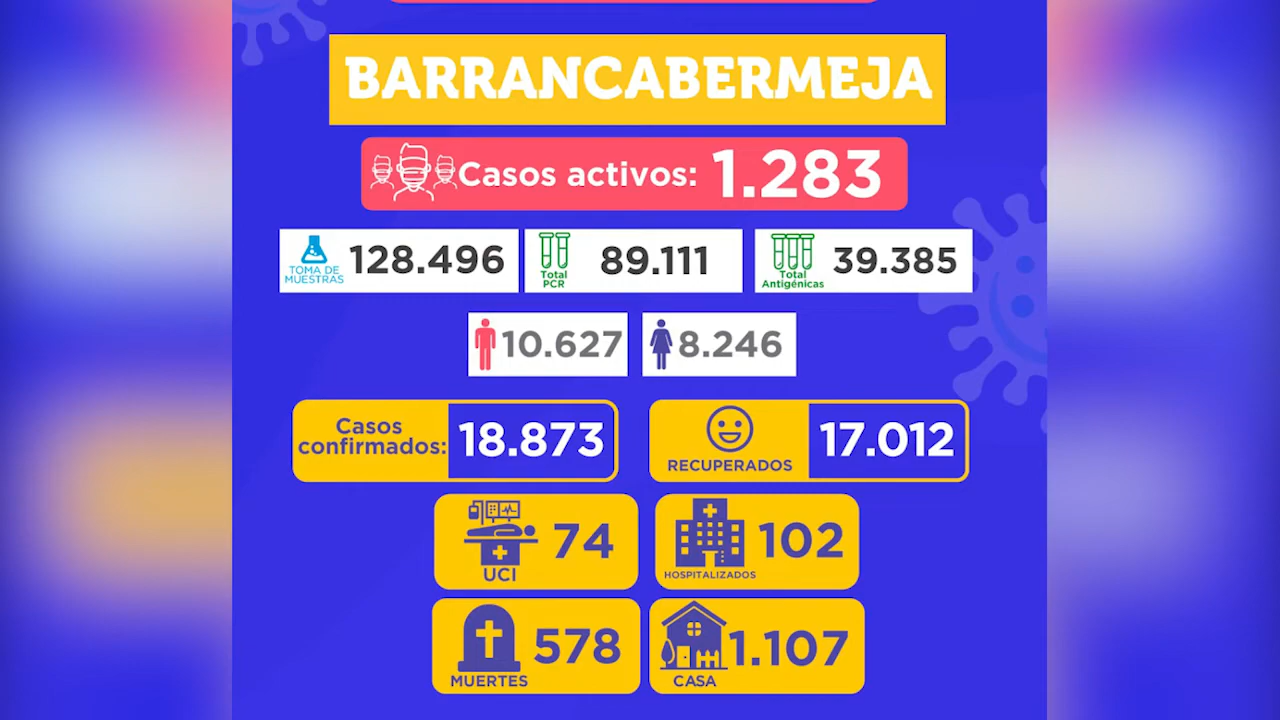 BARRANCABERMEJA
Casos activos: 1.283
TOMA DE
MUESTRAS
128.496
Total
PCR
89.111
Total
Antigénicas
39.385
10.627
8.246
Casos
confirmados:
18.873
RECUPERADOS
17.012
UCI
74
HOSPITALIZADOS
102
MUERTES
578
CASA
1.107